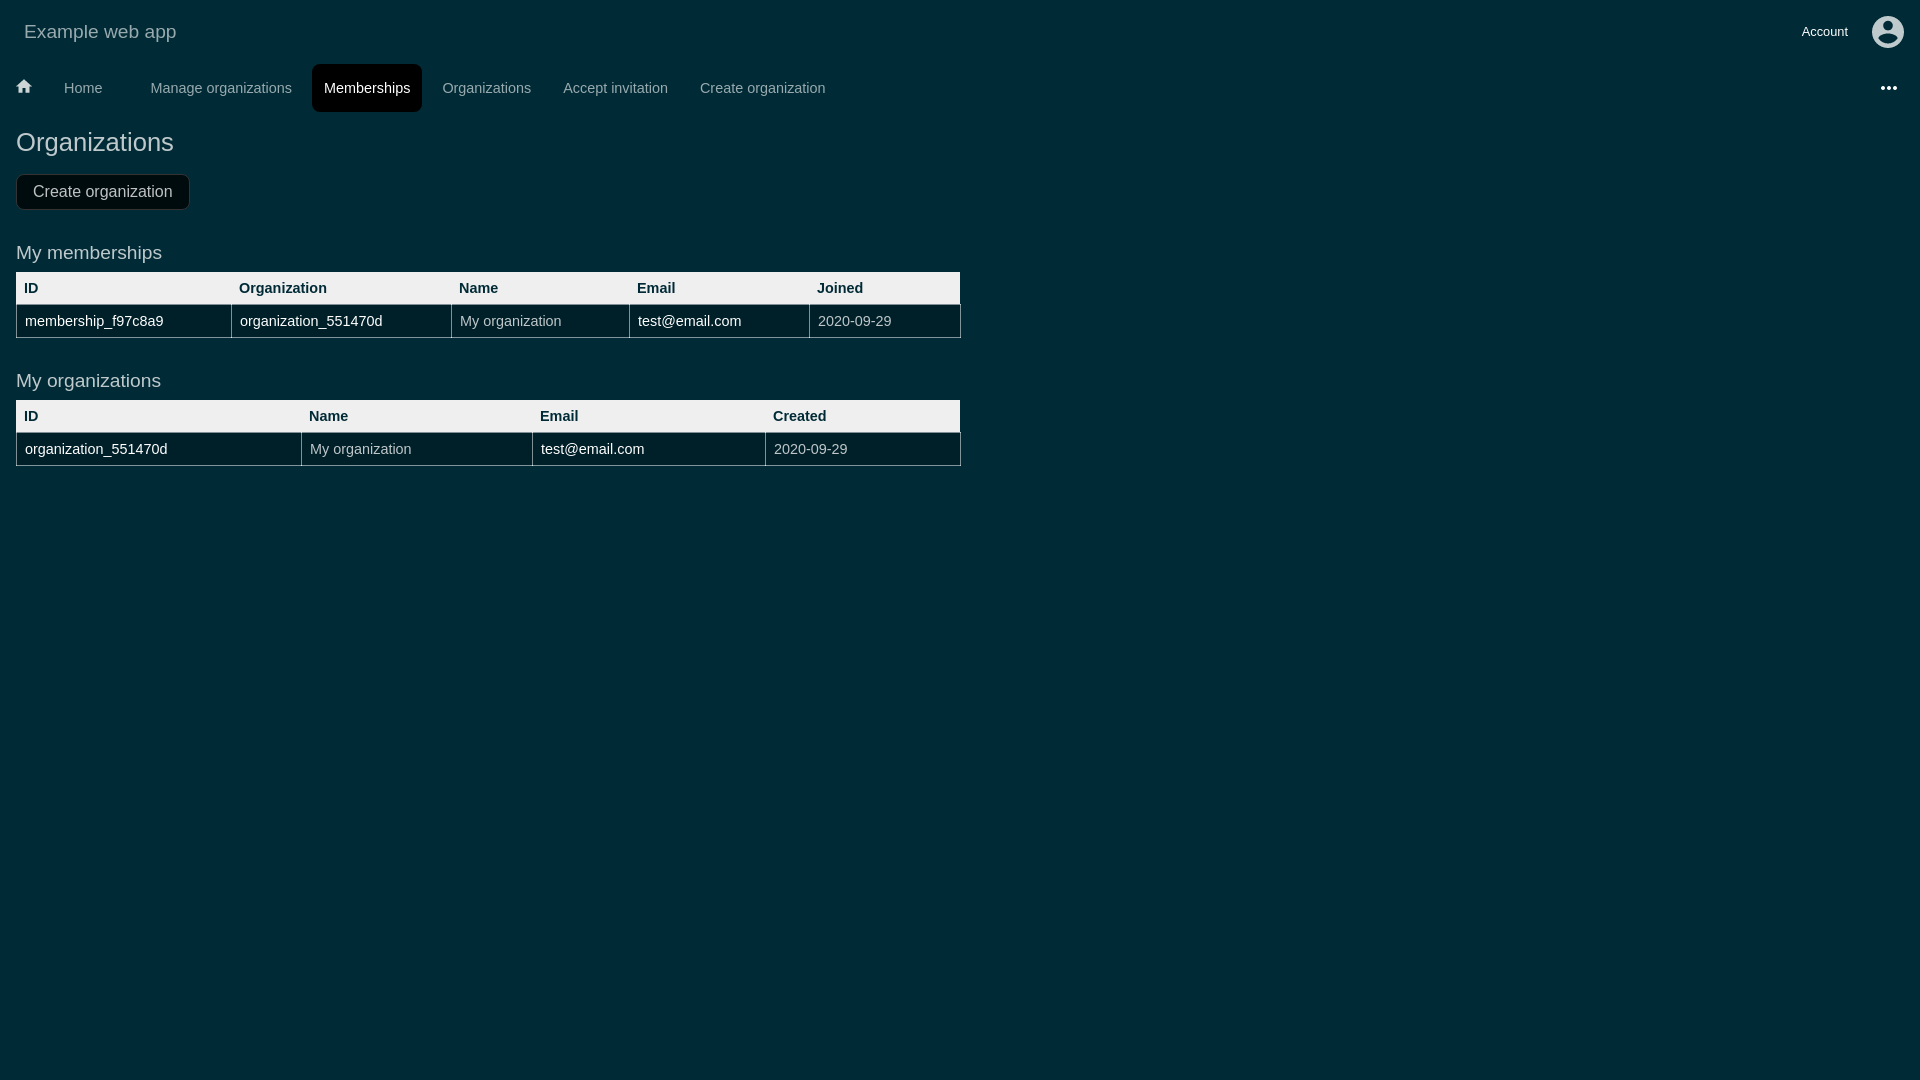 Example web app
Account
Home
Manage organizations
Memberships
Organizations
Accept invitation
Create organization
Organizations
Create organization
My memberships
ID Organization Name Email Joined
membership_f97c8a9 organization_551470d My organization test@email.com 2020-09-29
My organizations
ID Name Email Created
organization_551470d My organization test@email.com 2020-09-29